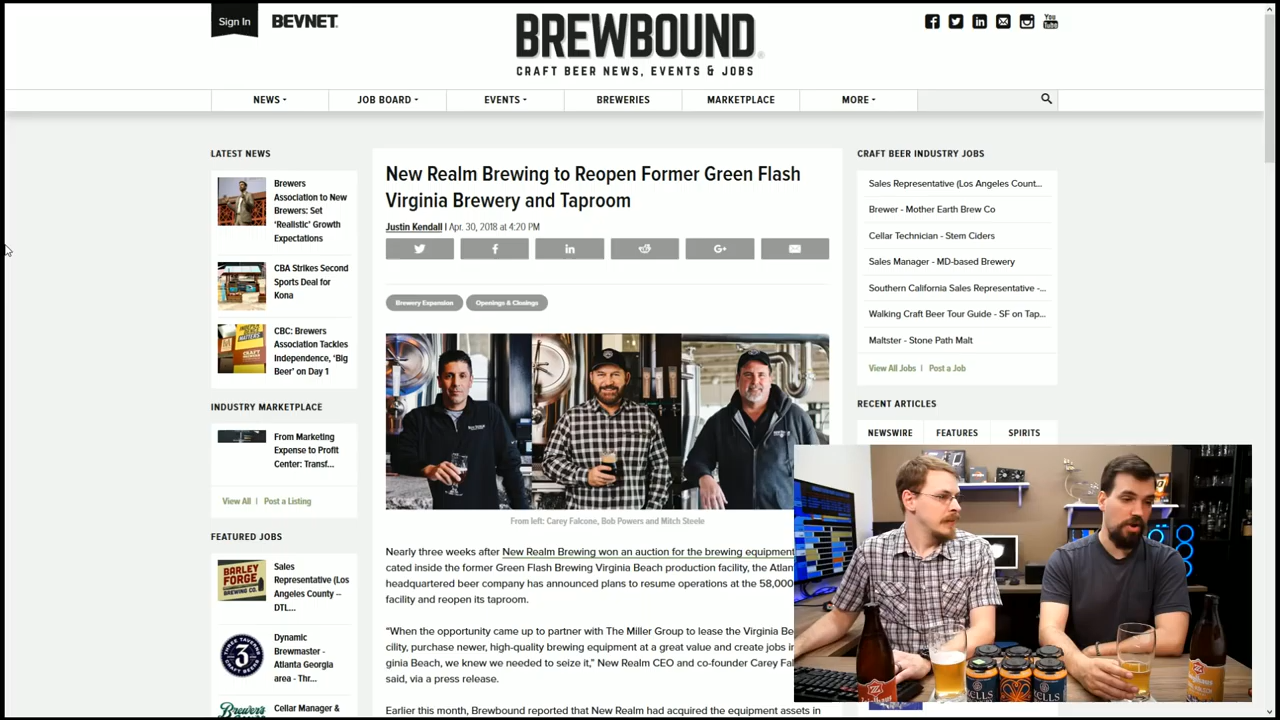 Sign In
BEVNET.
BREWBOUND
CRAFT BEER NEWS, EVENTS & JOBS
You
Tube
NEWS
JOB BOARD
EVENTS
BREWERIES
MARKETPLACE
MORE
LATEST NEWS
Brewers
Association to New
Brewers: Set
‘Realistic’ Growth
Expectations
CBA Strikes Second
Sports Deal for
Kona
CBC: Brewers
Association Tackles
Independence, ‘Big
Beer’ on Day 1
INDUSTRY MARKETPLACE
From Marketing
Expense to Profit
Center: Transf...
View All | Post a Listing
FEATURED JOBS
BARLEY
FORGE
BREWING CO.
Sales
Representative (Los
Angeles County –
DTL...
THREE TAVERNS
3
Dynamic
Brewmaster -
Atlanta Georgia
area - Thr...
Brewer's
Cellar Manager &
New Realm Brewing to Reopen Former Green Flash
Virginia Brewery and Taproom
Justin Kendall | Apr. 30, 2018 at 4:20 PM
Brewery Expansion
Openings & Closings
From left: Carey Falcone, Bob Powers and Mitch Steele
Nearly three weeks after New Realm Brewing won an auction for the brewing equipment
cated inside the former Green Flash Brewing Virginia Beach production facility, the Atlan
headquartered beer company has announced plans to resume operations at the 58,000
facility and reopen its taproom.
“When the opportunity came up to partner with The Miller Group to lease the Virginia Be
cility, purchase newer, high-quality brewing equipment at a great value and create jobs in
ginia Beach, we knew we needed to seize it,” New Realm CEO and co-founder Carey Fal
said, via a press release.
Earlier this month, Brewbound reported that New Realm had acquired the equipment assets in
CRAFT BEER INDUSTRY JOBS
Sales Representative (Los Angeles Count...
Brewer - Mother Earth Brew Co
Cellar Technician - Stem Ciders
Sales Manager - MD-based Brewery
Southern California Sales Representative -...
Walking Craft Beer Tour Guide - SF on Tap...
Maltster - Stone Path Malt
View All Jobs | Post a Job
RECENT ARTICLES
NEWSWIRE
FEATURES
SPIRITS